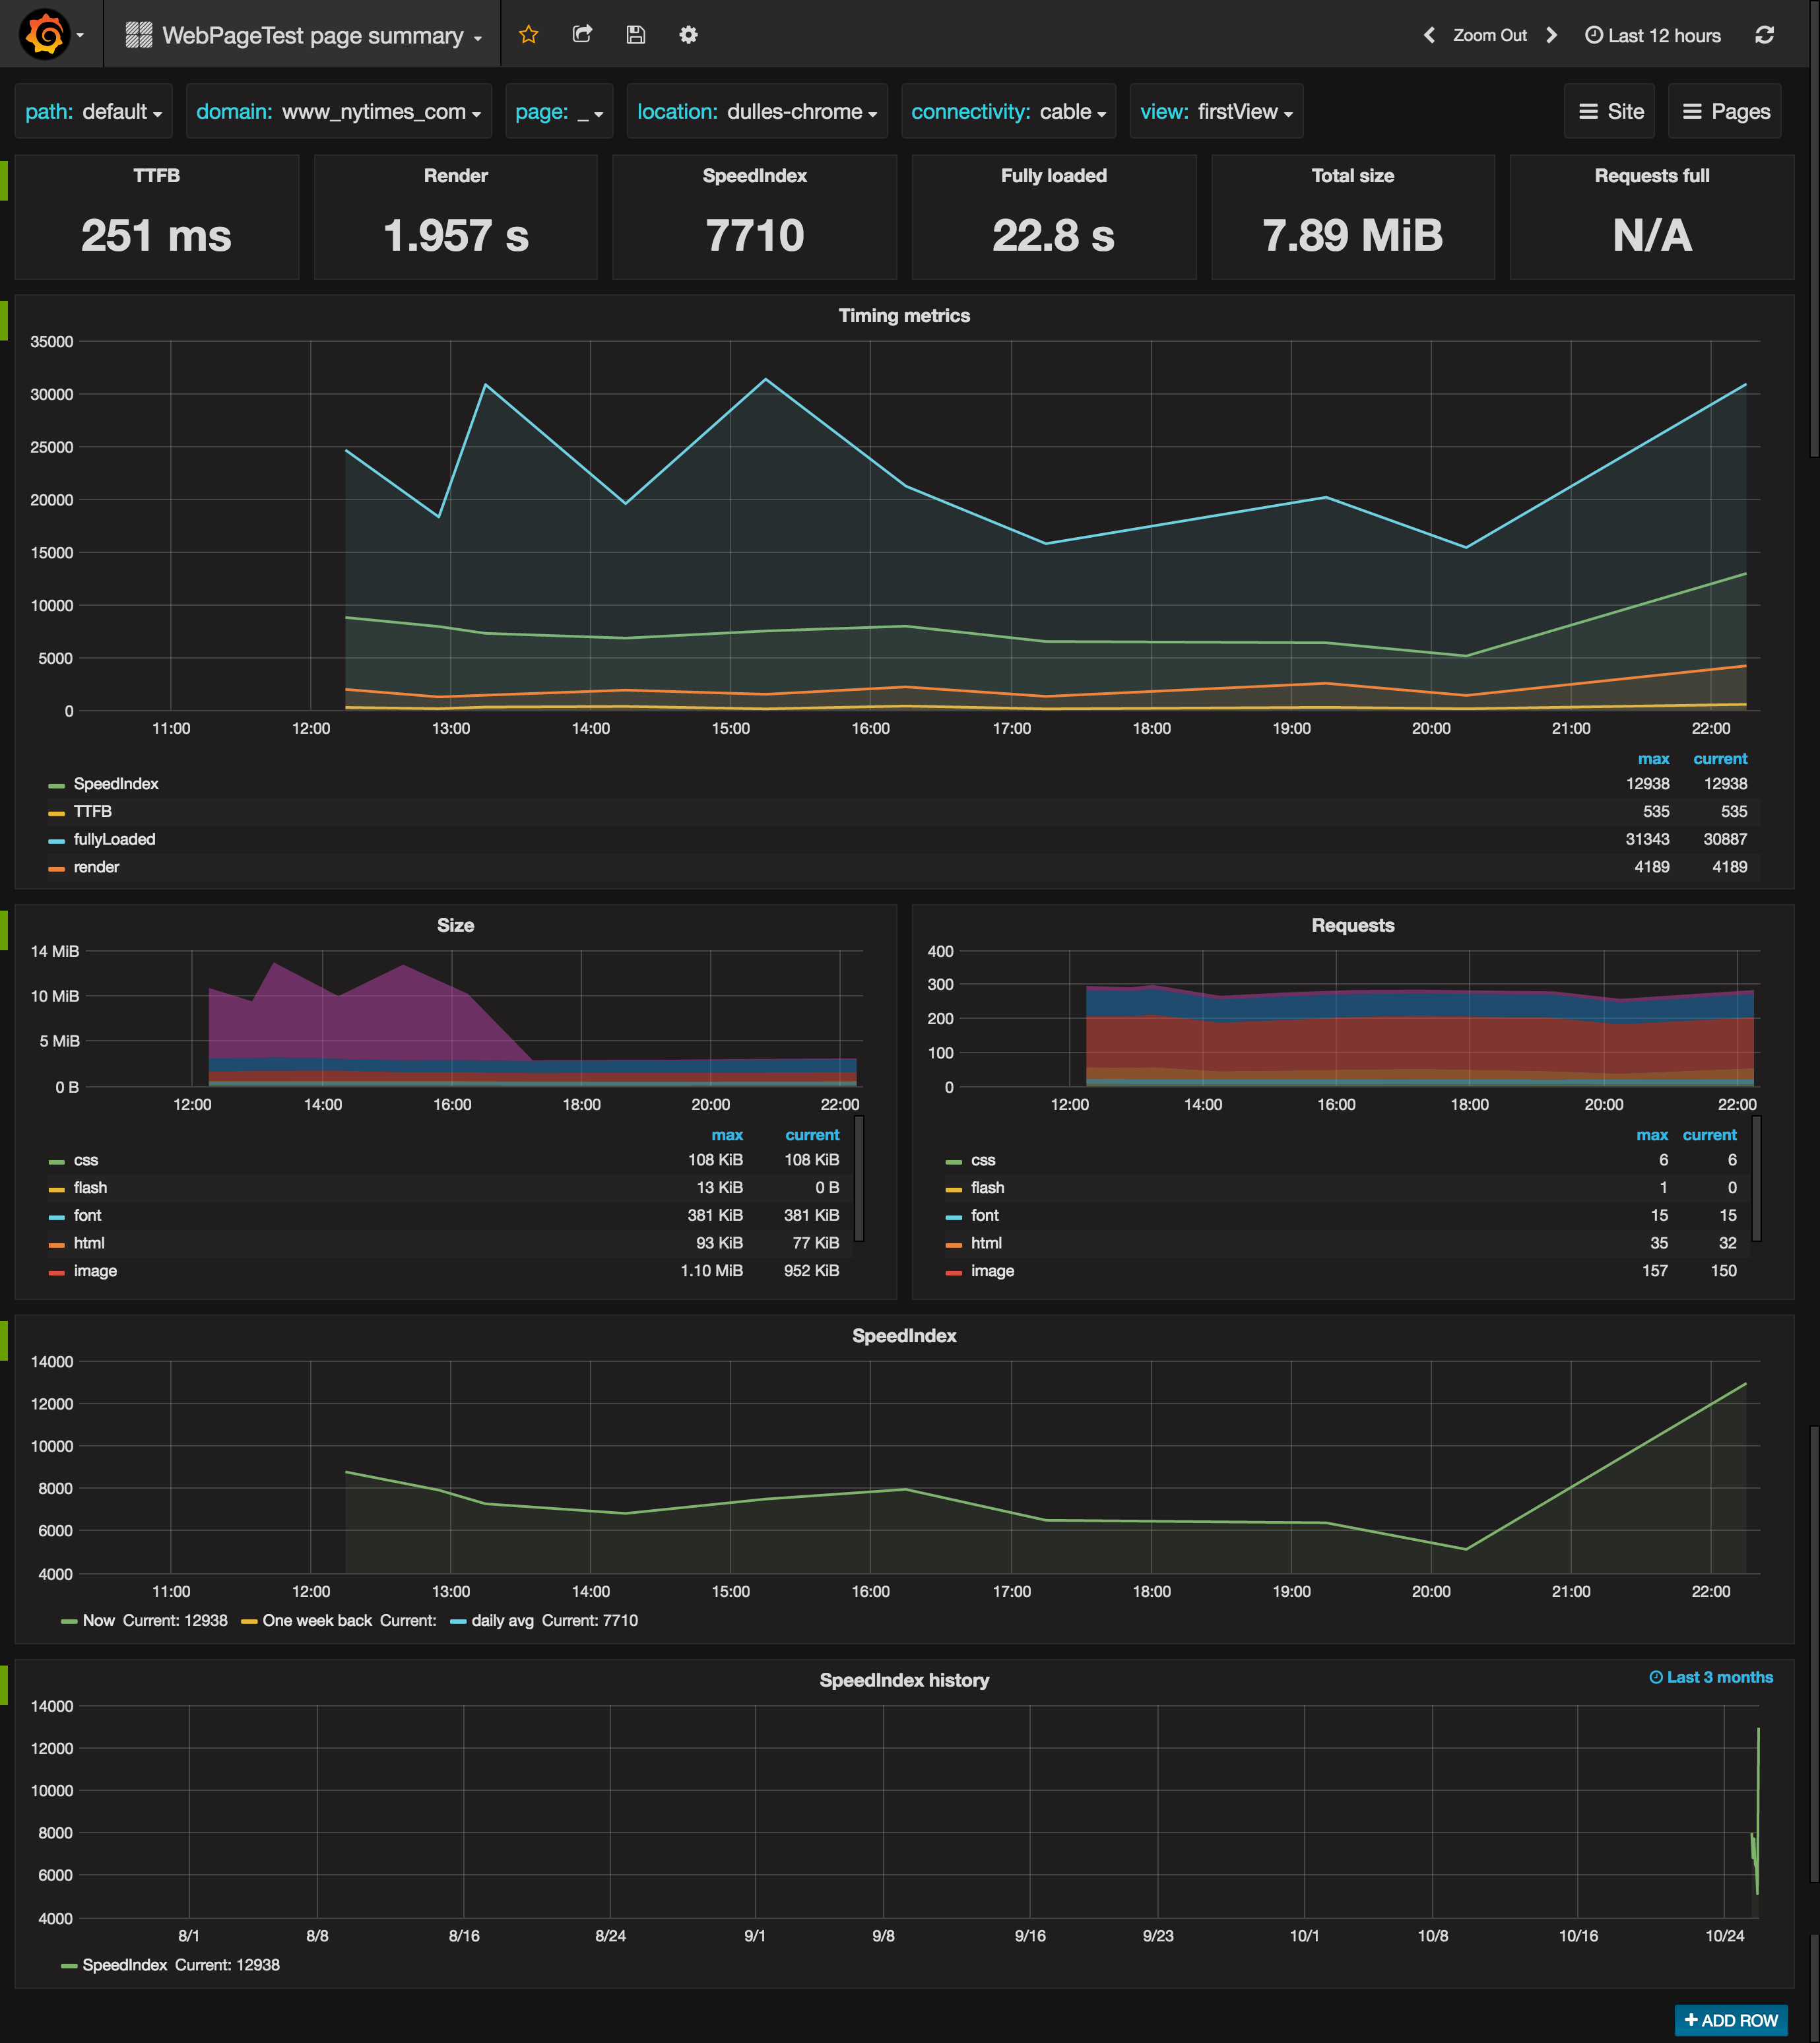 WebPageTest page summary Zoom Out Last 12 hours
path: default domain: www_nytimes_com page: _ location: dulles-chrome connectivity: cable view: firstView Site Pages
TTFB Render SpeedIndex Fully loaded Total size Requests full
251 ms 1.957 s 7710 22.8 s 7.89 MiB N/A
Timing metrics
35000
30000
25000
20000
15000
10000
5000
0
11:00 12:00 13:00 14:00 15:00 16:00 17:00 18:00 19:00 20:00 21:00 22:00
max current
SpeedIndex 12938 12938
TTFB 535 535
fullyLoaded 31343 30887
render 4189 4189
Size
14 MiB
10 MiB
5 MiB
0 B
12:00 14:00 16:00 18:00 20:00 22:00
max current
css 108 KiB 108 KiB
flash 13 KiB 0 B
font 381 KiB 381 KiB
html 93 KiB 77 KiB
image 1.10 MiB 952 KiB
Requests
400
300
200
100
0
12:00 14:00 16:00 18:00 20:00 22:00
max current
css 6 6
flash 1 0
font 15 15
html 35 32
image 157 150
SpeedIndex
14000
12000
10000
8000
6000
4000
11:00 12:00 13:00 14:00 15:00 16:00 17:00 18:00 19:00 20:00 21:00 22:00
Now Current: 12938 One week back Current: daily avg Current: 7710
SpeedIndex history Last 3 months
14000
12000
10000
8000
6000
4000
8/1 8/8 8/16 8/24 9/1 9/8 9/16 9/23 10/1 10/8 10/16 10/24
SpeedIndex Current: 12938
+ ADD ROW